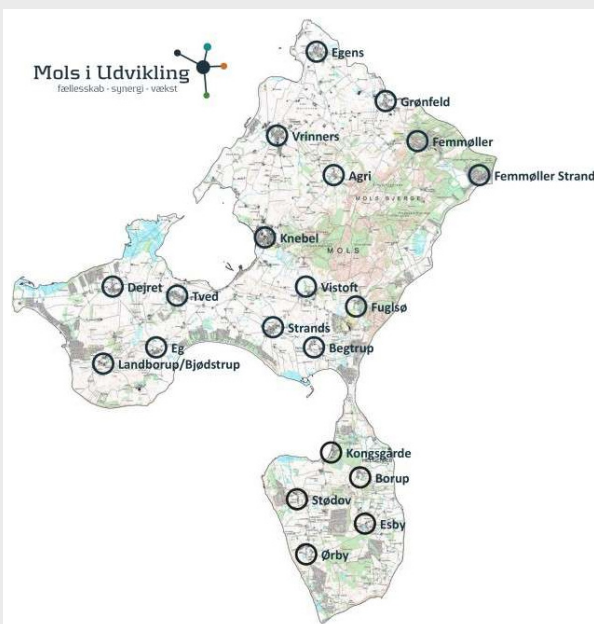 Mols i Udvikling
fællesskab - synergi - vækst
Egens
Grønfeld
Vrinners
Femmøller
Agri
Femmøller Strand
MOLS BJERGE
Knebel
MOLS
Dejret
Tved
Vistoft
Fuglsø
Strands
Eg
Begtrup
Landborup/Bjødstrup
Kongsgårde
Borup
Stødov
Esby
Ørby